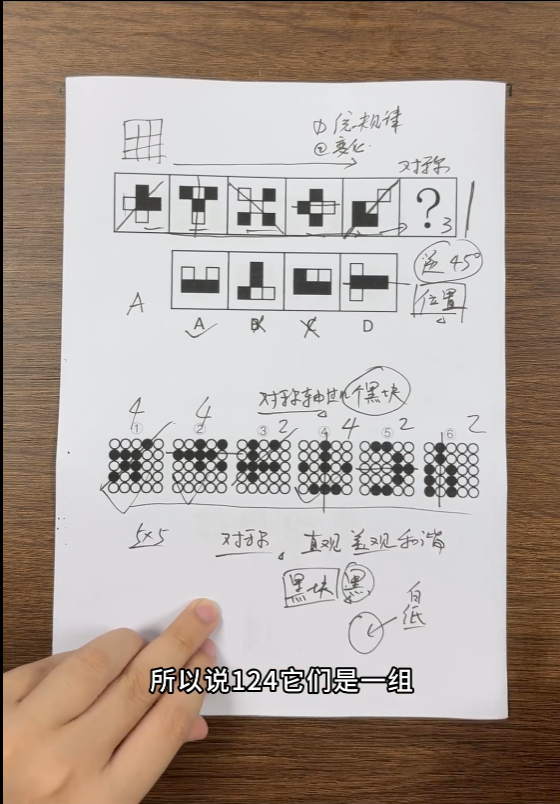 ①优规律
②变化
对称
? 3
逆45°
位置
A
A B C D
对称轴过几个黑块
4 4 2 4 2 2
① ② ③ ④ ⑤ ⑥
5×5 对称 直观 美观 和谐
黑块 黑
白
纸
所以说124它们是一组